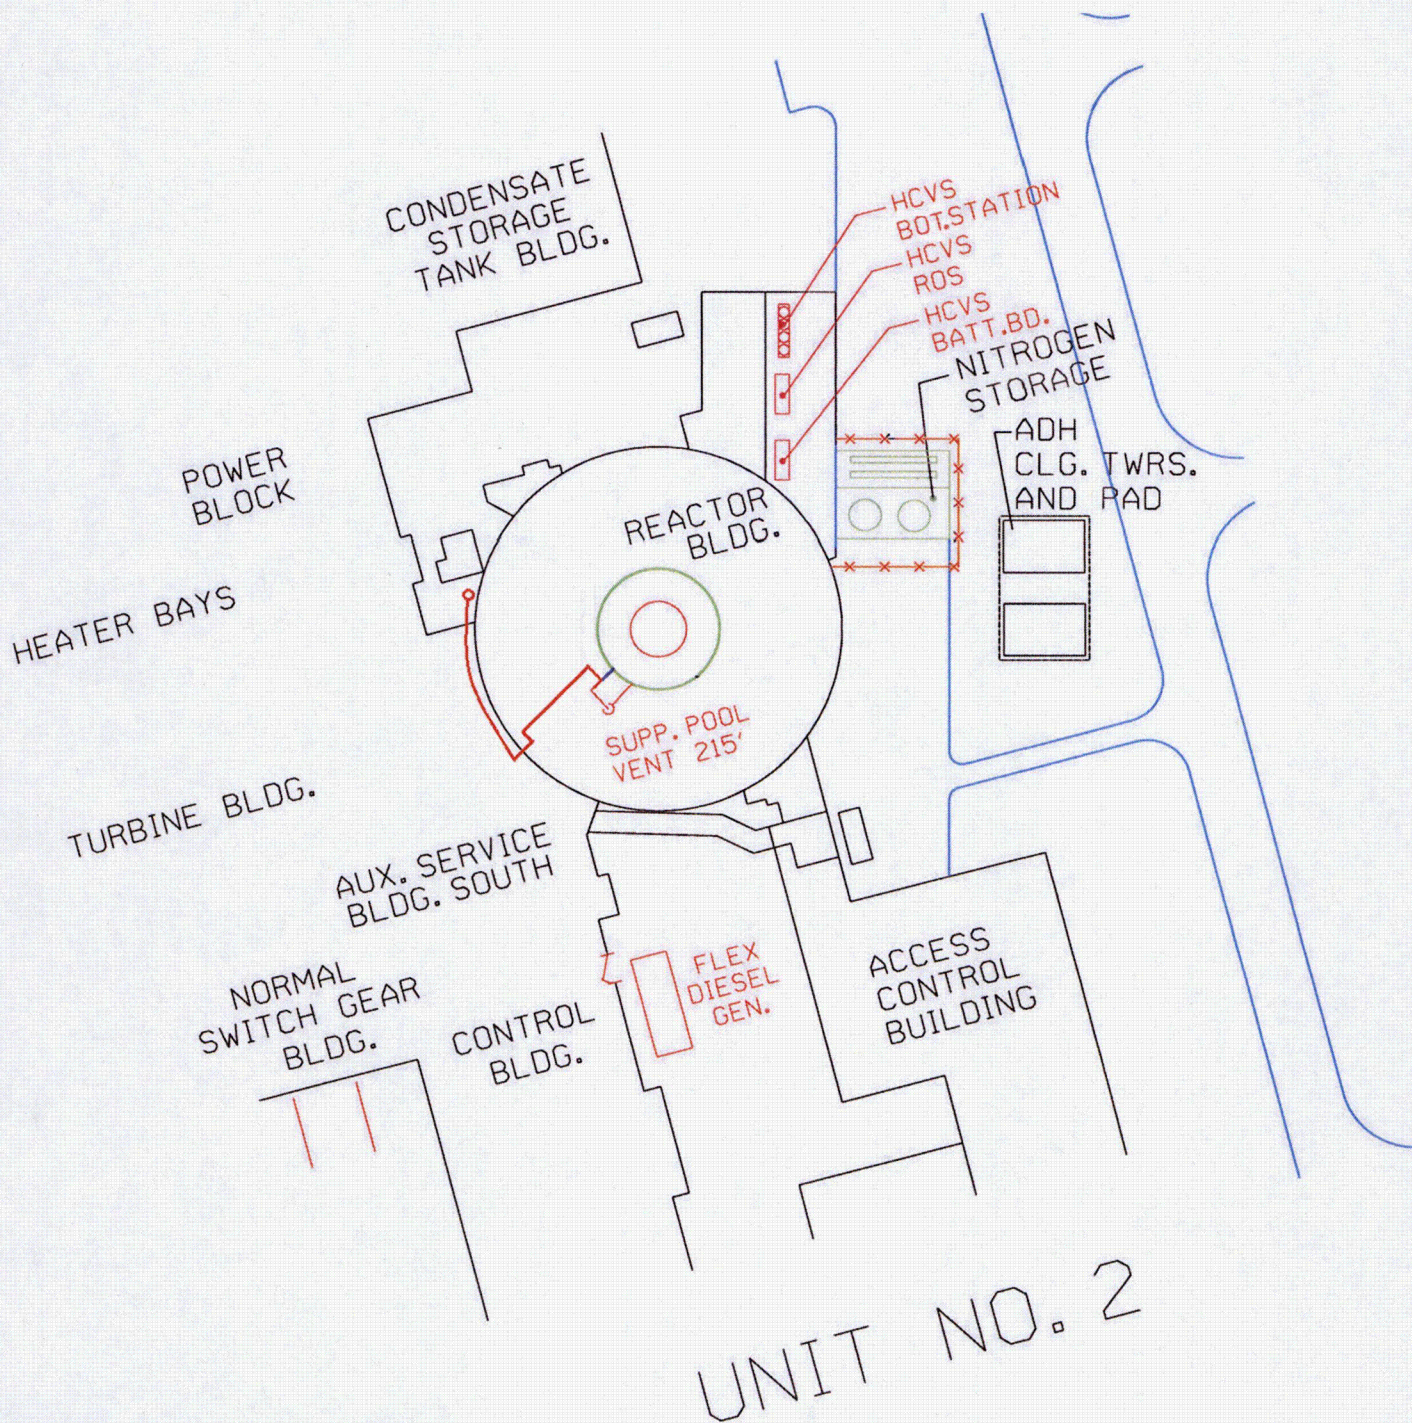 CONDENSATE
STORAGE
TANK BLDG.
HCVS
BOT.STATION
HCVS
ROS
HCVS
BATT.BD.
NITROGEN
STORAGE
ADH
CLG. TWRS.
AND PAD
POWER
BLOCK
REACTOR
BLDG.
HEATER BAYS
SUPP. POOL
VENT 215'
TURBINE BLDG.
AUX. SERVICE
BLDG. SOUTH
NORMAL
SWITCH GEAR
BLDG.
CONTROL
BLDG.
FLEX
DIESEL
GEN.
ACCESS
CONTROL
BUILDING
UNIT NO. 2